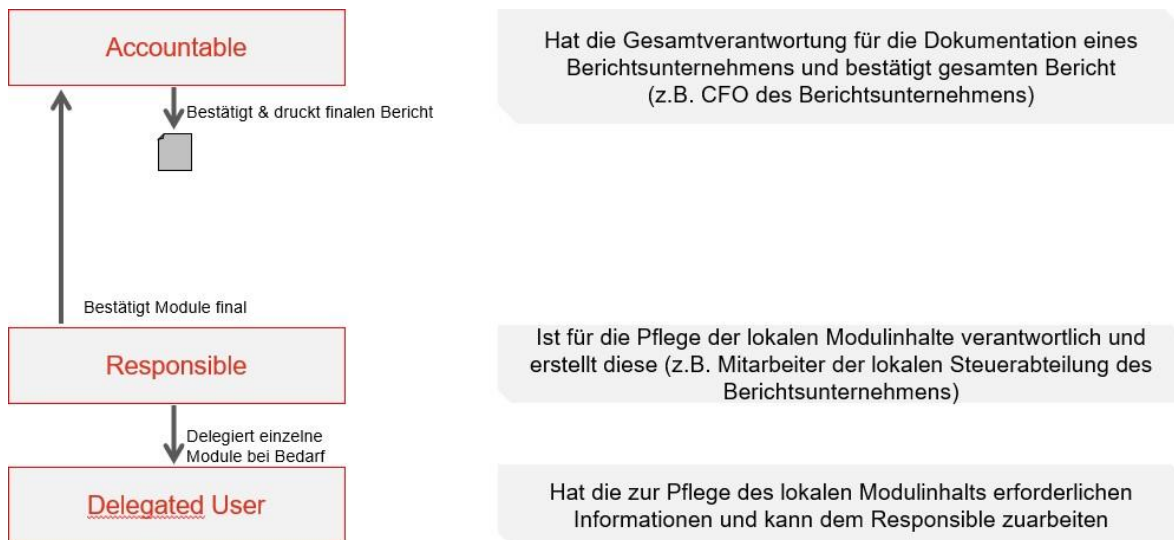 Accountable
Hat die Gesamtverantwortung für die Dokumentation eines
Berichtsunternehmens und bestätigt gesamten Bericht
(z.B. CFO des Berichtsunternehmens)
Bestätigt & druckt finalen Bericht
Bestätigt Module final
Responsible
Ist für die Pflege der lokalen Modulinhalte verantwortlich und
erstellt diese (z.B. Mitarbeiter der lokalen Steuerabteilung des
Berichtsunternehmens)
Delegiert einzelne
Module bei Bedarf
Delegated User
Hat die zur Pflege des lokalen Modulinhalts erforderlichen
Informationen und kann dem Responsible zuarbeiten